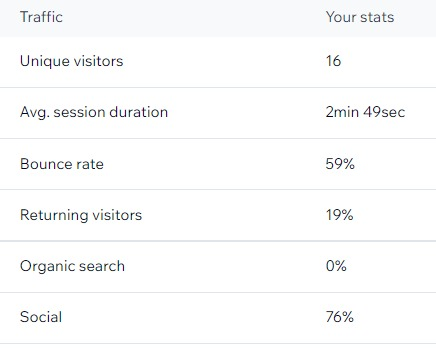 Traffic Your stats
Unique visitors 16
Avg. session duration 2min 49sec
Bounce rate 59%
Returning visitors 19%
Organic search 0%
Social 76%